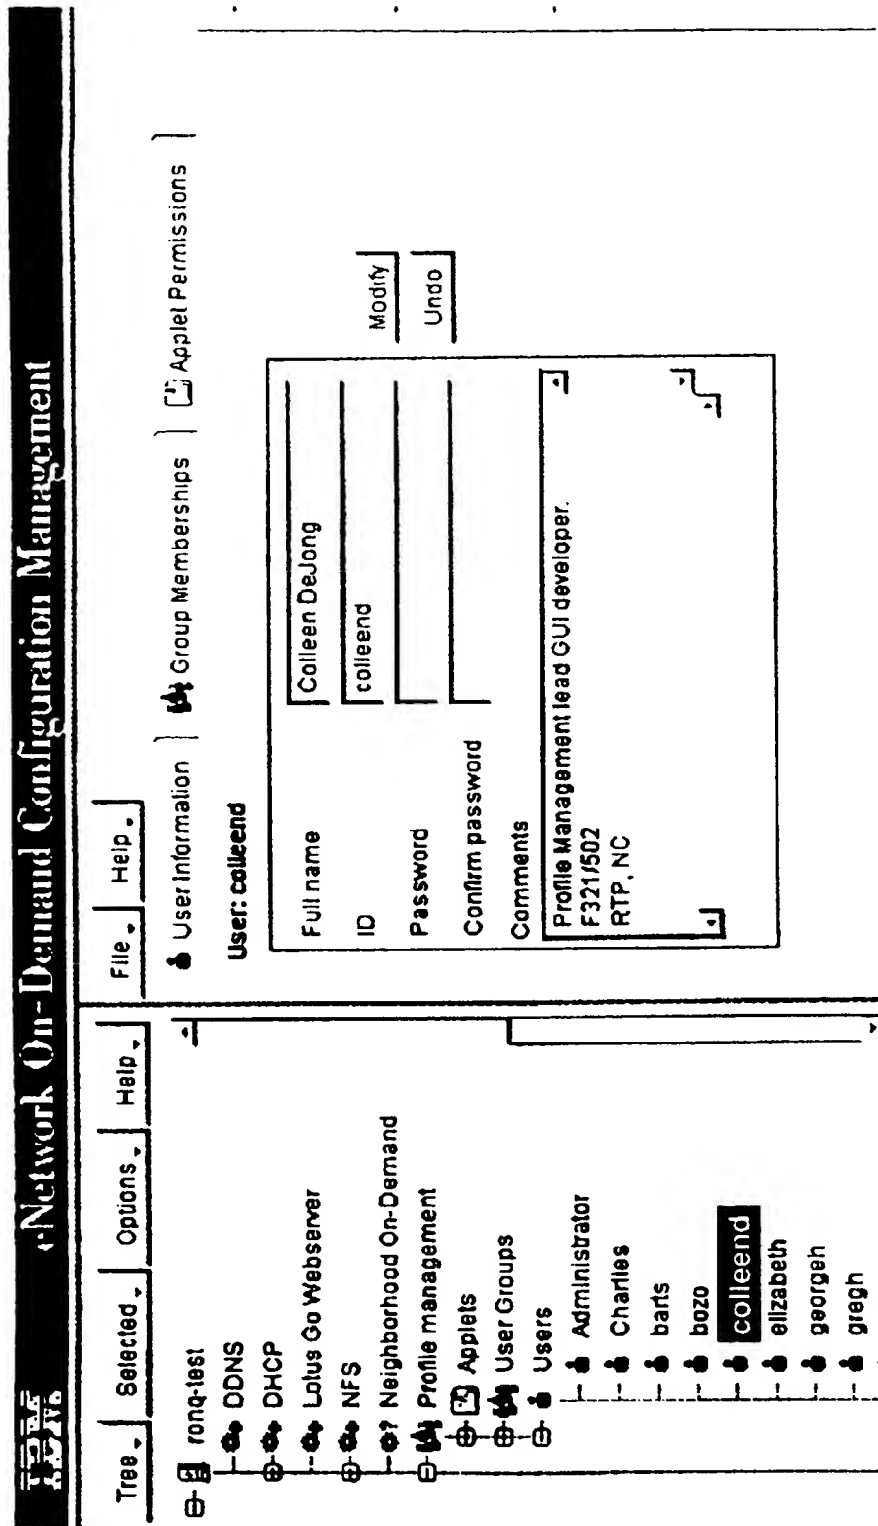 IBM eNetwork On-Demand Configuration Management
Tree Selected Options Help
ronq-test
DDNS
DHCP
Lotus Go Webserver
NFS
? Neighborhood On-Demand
Profile management
Applets
User Groups
Users
Administrator
Charlies
barts
bozo
colleend
elizabeth
georgeh
gregh
File Help
User Information Group Memberships Applet Permissions
User: colleend
Full name Colleen DeJong
ID colleend
Modify
Password
Undo
Confirm password
Comments
Profile Management lead GUI developer.
F321/502
RTP, NC